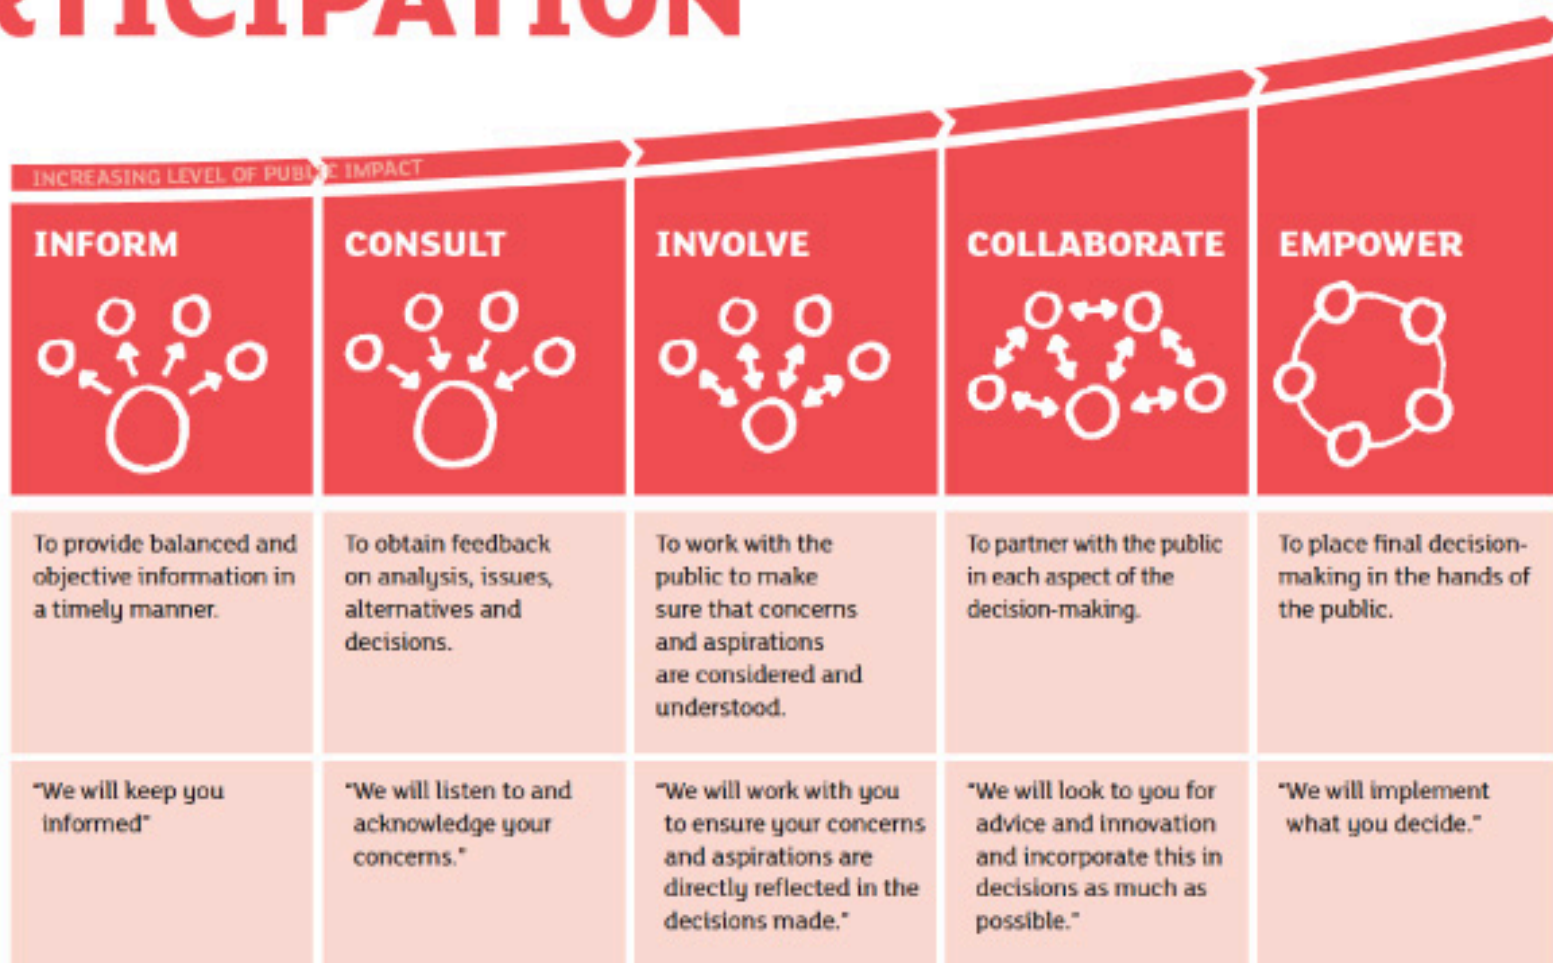 RTICIPATION
INCREASING LEVEL OF PUBLIC IMPACT
INFORM
CONSULT
INVOLVE
COLLABORATE
EMPOWER
To provide balanced and
objective information in
a timely manner.
To obtain feedback
on analysis, issues,
alternatives and
decisions.
To work with the
public to make
sure that concerns
and aspirations
are considered and
understood.
To partner with the public
in each aspect of the
decision-making.
To place final decision-
making in the hands of
the public.
"We will keep you
informed"
"We will listen to and
acknowledge your
concerns."
"We will work with you
to ensure your concerns
and aspirations are
directly reflected in the
decisions made."
"We will look to you for
advice and innovation
and incorporate this in
decisions as much as
possible."
"We will implement
what you decide."